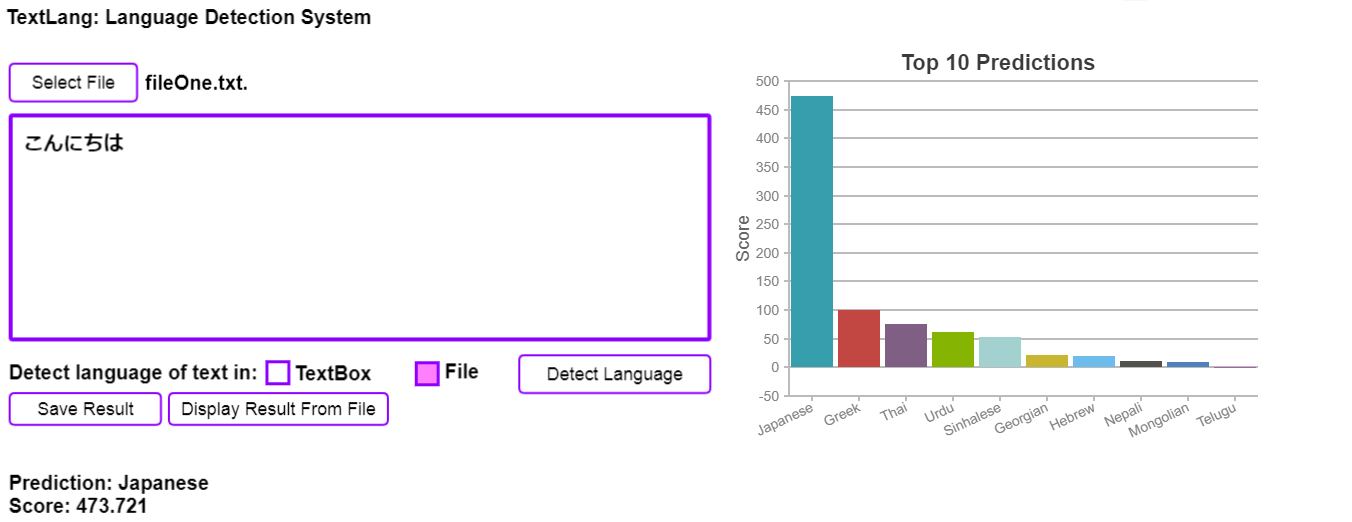 TextLang: Language Detection System
Select File
fileOne.txt.
こんにちは
Detect language of text in:
TextBox
File
Detect Language
Save Result
Display Result From File
Prediction: Japanese
Score: 473.721
Top 10 Predictions
Score
500
450
400
350
300
250
200
150
100
50
0
-50
Japanese
Greek
Thai
Urdu
Sinhalese
Georgian
Hebrew
Nepali
Mongolian
Telugu